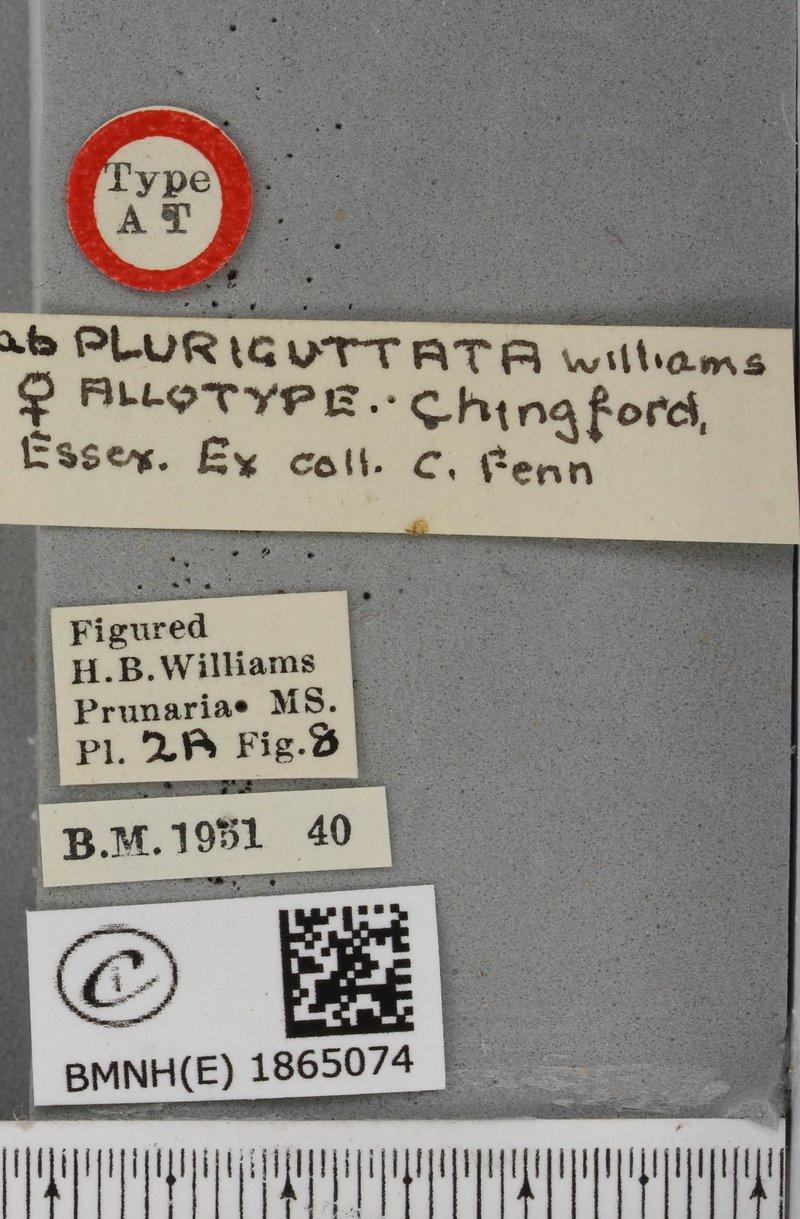 Type
A T
ab PLURIGUTTATA Williams
♀ ALLOTYPE. Chingford,
Essex. Ex coll. C. Fenn
Figured
H.B.Williams
Prunaria• MS.
Pl. 2A Fig.8
B.M.1951 40
C
BMNH(E) 1865074